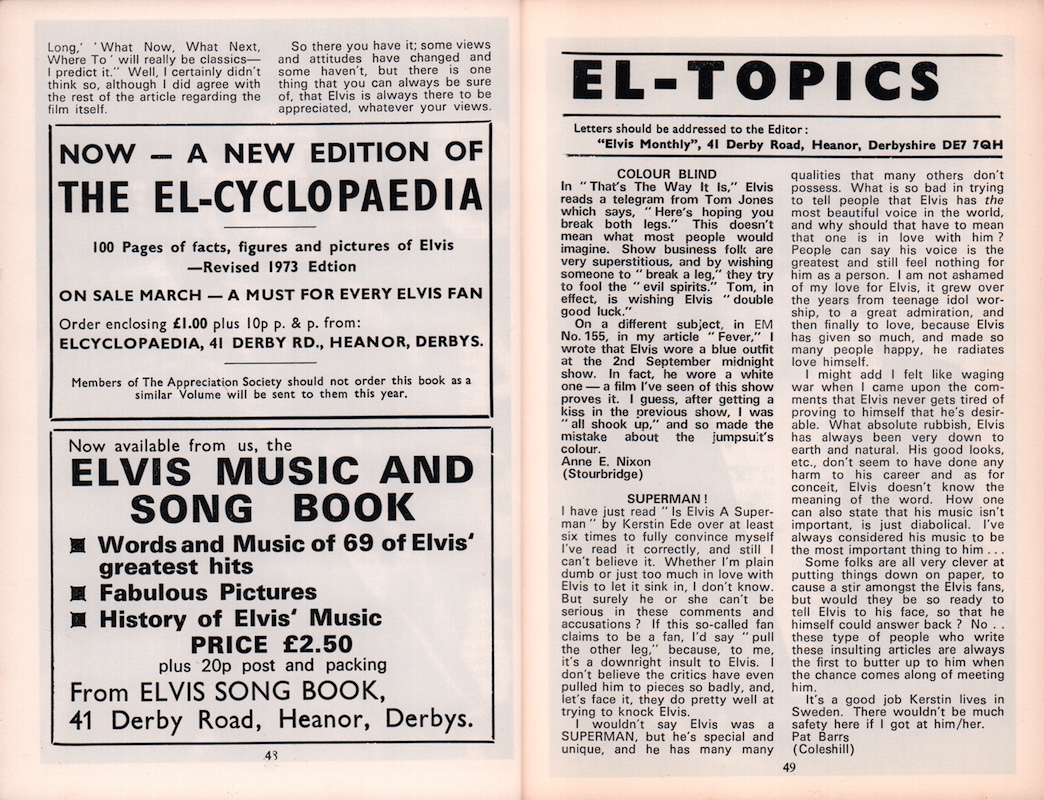 Long,' 'What Now, What Next,
Where To' will really be classics—
I predict it." Well, I certainly didn't
think so, although I did agree with
the rest of the article regarding the
film itself.
So there you have it; some views
and attitudes have changed and
some haven't, but there is one
thing that you can always be sure
of, that Elvis is always there to be
appreciated, whatever your views.
NOW — A NEW EDITION OF
THE EL-CYCLOPAEDIA
100 Pages of facts, figures and pictures of Elvis
—Revised 1973 Edtion
ON SALE MARCH — A MUST FOR EVERY ELVIS FAN
Order enclosing £1.00 plus 10p p. & p. from:
ELCYCLOPAEDIA, 41 DERBY RD., HEANOR, DERBYS.
Members of The Appreciation Society should not order this book as a
similar Volume will be sent to them this year.
Now available from us, the
ELVIS MUSIC AND
SONG BOOK
Words and Music of 69 of Elvis'
greatest hits
Fabulous Pictures
History of Elvis' Music
PRICE £2.50
plus 20p post and packing
From ELVIS SONG BOOK,
41 Derby Road, Heanor, Derbys.
48
EL-TOPICS
Letters should be addressed to the Editor:
"Elvis Monthly", 41 Derby Road, Heanor, Derbyshire DE7 7QH
COLOUR BLIND
In "That's The Way It Is," Elvis
reads a telegram from Tom Jones
which says, "Here's hoping you
break both legs." This doesn't
mean what most people would
imagine. Show business folk are
very superstitious, and by wishing
someone to "break a leg," they try
to fool the "evil spirits." Tom, in
effect, is wishing Elvis "double
good luck."
On a different subject, in EM
No. 155, in my article "Fever," I
wrote that Elvis wore a blue outfit
at the 2nd September midnight
show. In fact, he wore a white
one — a film I've seen of this show
proves it. I guess, after getting a
kiss in the previous show, I was
"all shook up," and so made the
mistake about the jumpsuit's
colour.
Anne E. Nixon
(Stourbridge)
SUPERMAN!
I have just read "Is Elvis A Super-
man" by Kerstin Ede over at least
six times to fully convince myself
I've read it correctly, and still I
can't believe it. Whether I'm plain
dumb or just too much in love with
Elvis to let it sink in, I don't know.
But surely he or she can't be
serious in these comments and
accusations? If this so-called fan
claims to be a fan, I'd say "pull
the other leg," because, to me,
it's a downright insult to Elvis. I
don't believe the critics have even
pulled him to pieces so badly, and,
let's face it, they do pretty well at
trying to knock Elvis.
I wouldn't say Elvis was a
SUPERMAN, but he's special and
unique, and he has many many
qualities that many others don't
possess. What is so bad in trying
to tell people that Elvis has the
most beautiful voice in the world,
and why should that have to mean
that one is in love with him?
People can say his voice is the
greatest and still feel nothing for
him as a person. I am not ashamed
of my love for Elvis, it grew over
the years from teenage idol wor-
ship, to a great admiration, and
then finally to love, because Elvis
has given so much, and made so
many people happy, he radiates
love himself.
I might add I felt like waging
war when I came upon the com-
ments that Elvis never gets tired of
proving to himself that he's desir-
able. What absolute rubbish, Elvis
has always been very down to
earth and natural. His good looks,
etc., don't seem to have done any
harm to his career and as for
conceit, Elvis doesn't know the
meaning of the word. How one
can also state that his music isn't
important, is just diabolical. I've
always considered his music to be
the most important thing to him . . .
Some folks are all very clever at
putting things down on paper, to
cause a stir amongst the Elvis fans,
but would they be so ready to
tell Elvis to his face, so that he
himself could answer back? No . .
these type of people who write
these insulting articles are always
the first to butter up to him when
the chance comes along of meeting
him.
It's a good job Kerstin lives in
Sweden. There wouldn't be much
safety here if I got at him/her.
Pat Barrs
(Coleshill)
49